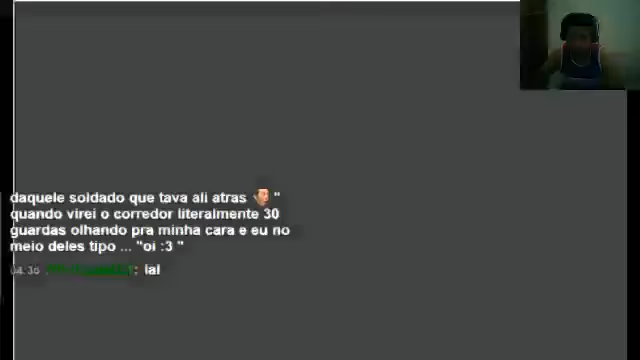 daquele soldado que tava ali atras "
quando virei o corredor literalmente 30
guardas olhando pra minha cara e eu no
meio deles tipo ... "oi :3 "
04:36 : lal